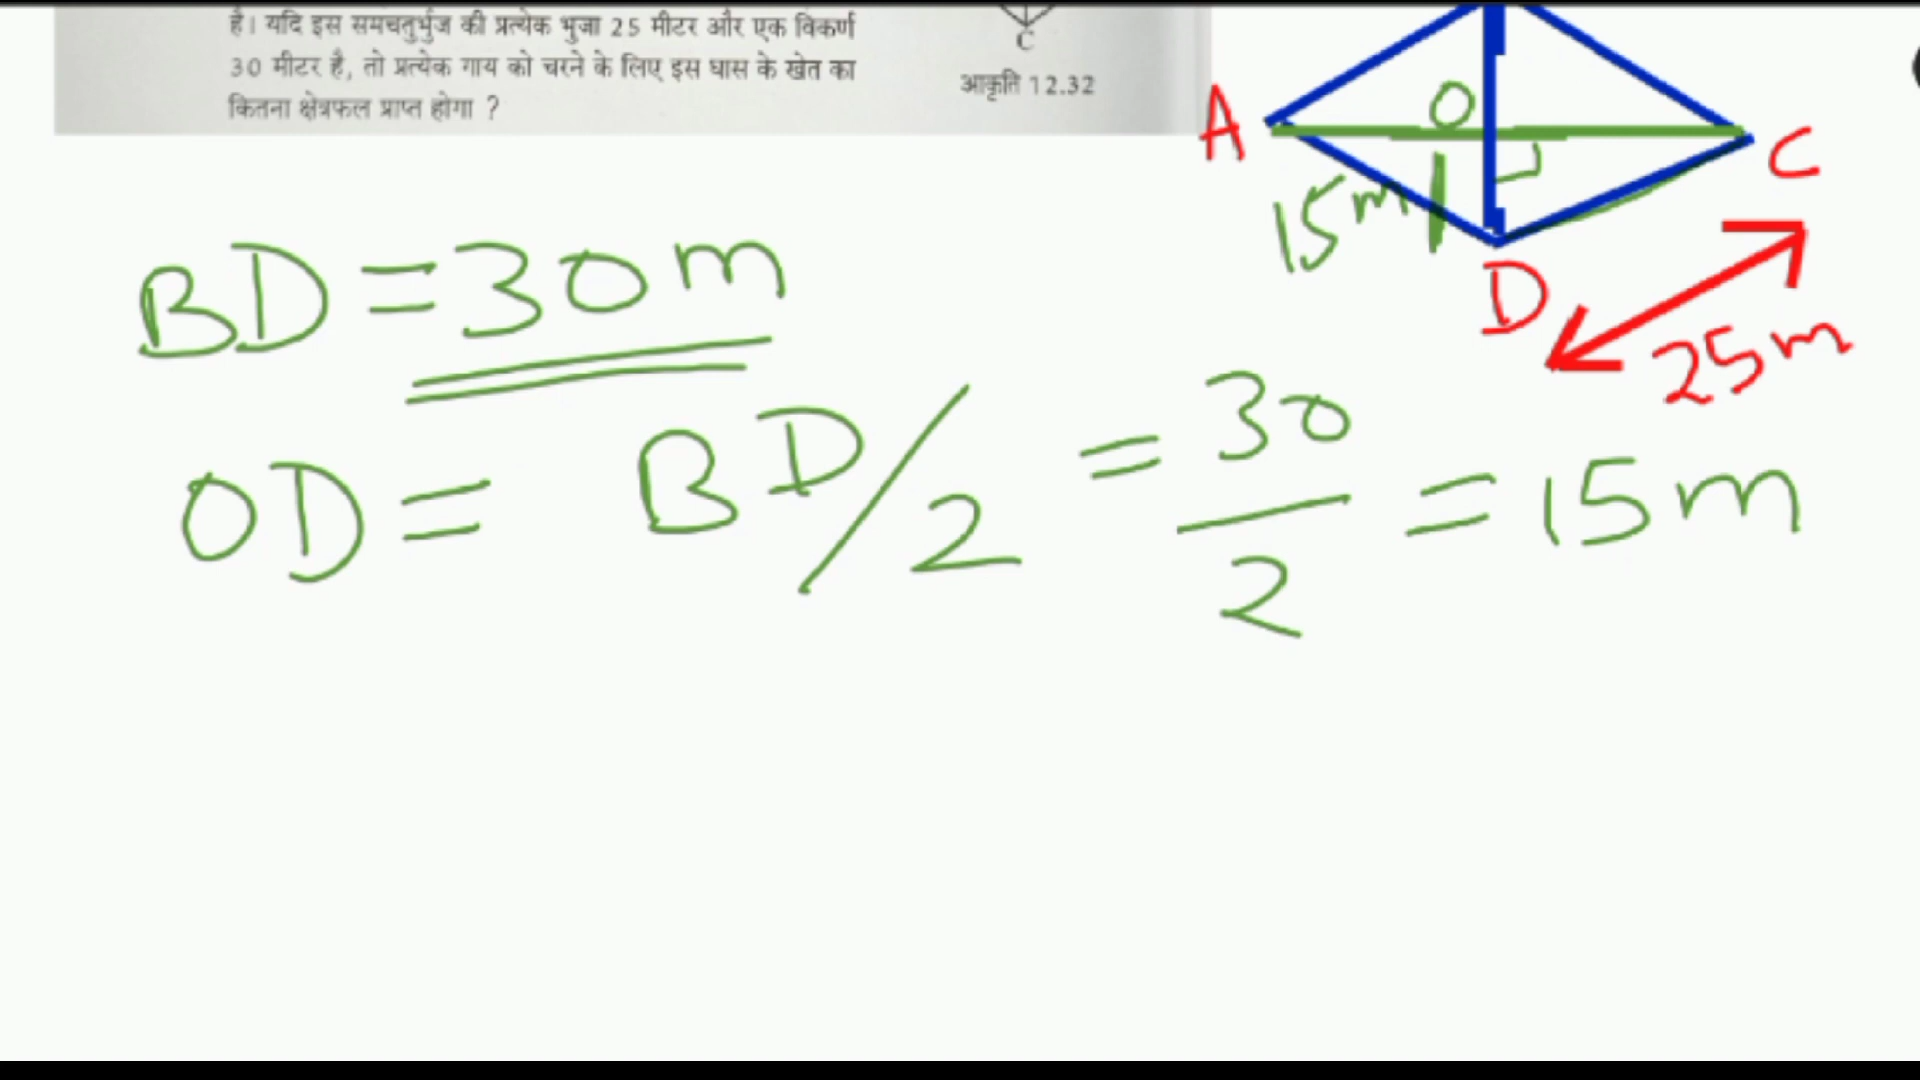 है। यदि इस समचतुर्भुज की प्रत्येक भुजा 25 मीटर और एक विकर्ण
30 मीटर है, तो प्रत्येक गाय को चरने के लिए इस घास के खेत का
कितना क्षेत्रफल प्राप्त होगा ?
C
आकृति 12.32
A
O
C
15m
D
25m
BD=30m
OD= BD/2 = 30/2 = 15m